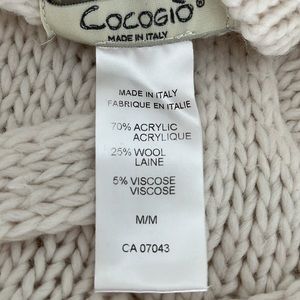 COCOGIO®
MADE IN ITALY
MADE IN ITALY
FABRIQUE EN ITALIE
70% ACRYLIC
ACRYLIQUE
25% WOOL
LAINE
5% VISCOSE
VISCOSE
M/M
CA 07043